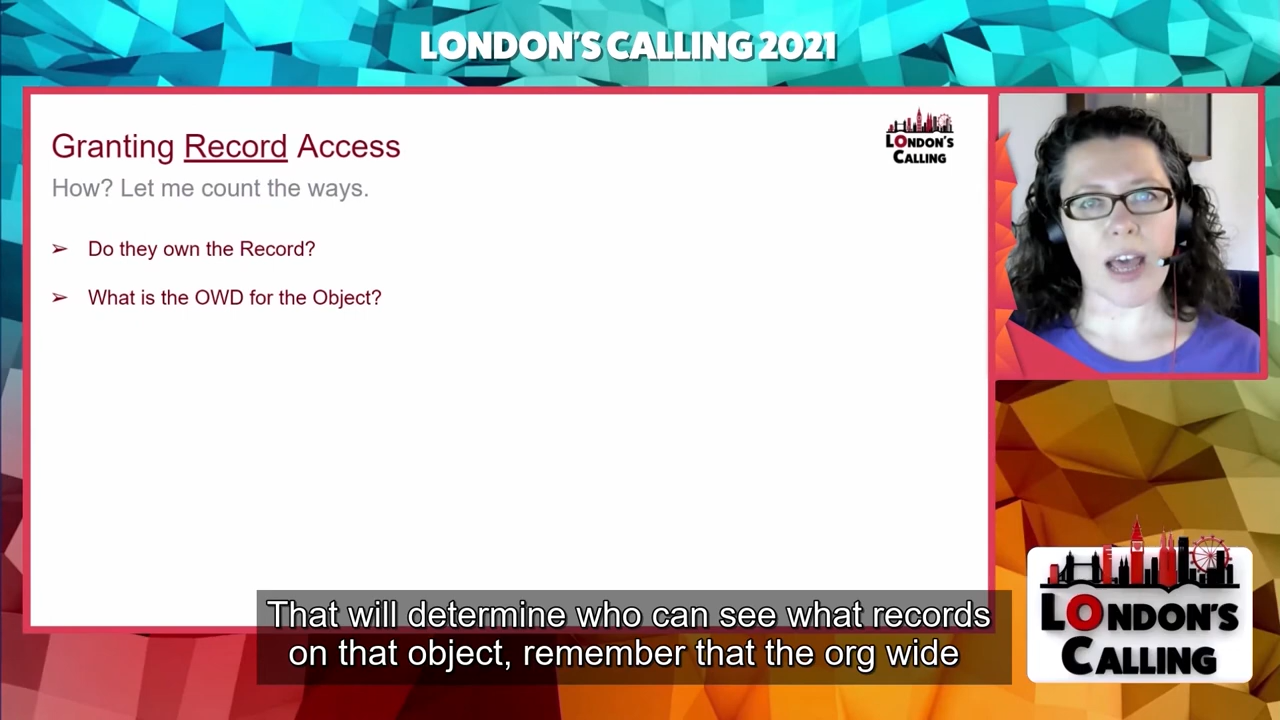 LONDON'S CALLING 2021
Granting Record Access
How? Let me count the ways.
➢ Do they own the Record?
➢ What is the OWD for the Object?
LONDON'S
CALLING
That will determine who can see what records
on that object, remember that the org wide
LONDON'S
CALLING